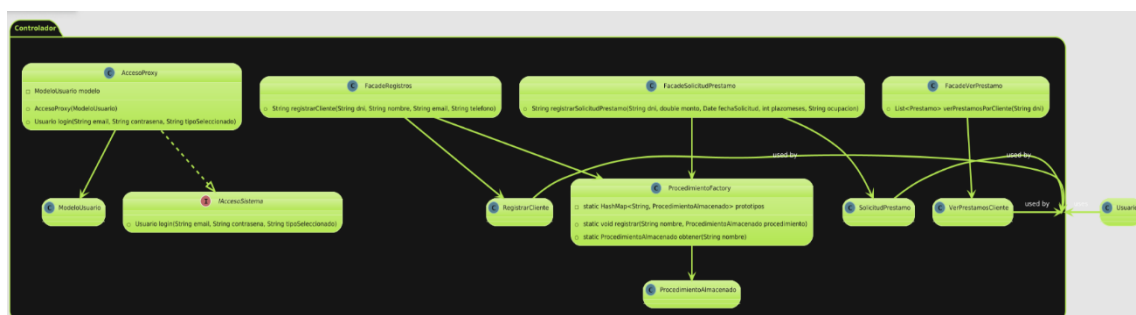 Controlador
C AccesoProxy
ModeloUsuario modelo
AccesoProxy(ModeloUsuario)
Usuario login(String email, String contrasena, String tipoSeleccionado)
C FacadeRegistros
String registrarCliente(String dni, String nombre, String email, String telefono)
C FacadeSolicitudPrestamo
String registrarSolicitudPrestamo(String dni, double monto, Date fechaSolicitud, int plazomeses, String ocupacion)
C FacadeVerPrestamo
List<Prestamo> verPrestamosPorCliente(String dni)
used by
used by
C ModeloUsuario
I IAccesoSistema
Usuario login(String email, String contrasena, String tipoSeleccionado)
C RegistrarCliente
C ProcedimientoFactory
static HashMap<String, ProcedimientoAlmacenado> prototipos
static void registrar(String nombre, ProcedimientoAlmacenado procedimiento)
static ProcedimientoAlmacenado obtener(String nombre)
C SolicitudPrestamo
C VerPrestamosCliente
used by
C Usuario
C ProcedimientoAlmacenado